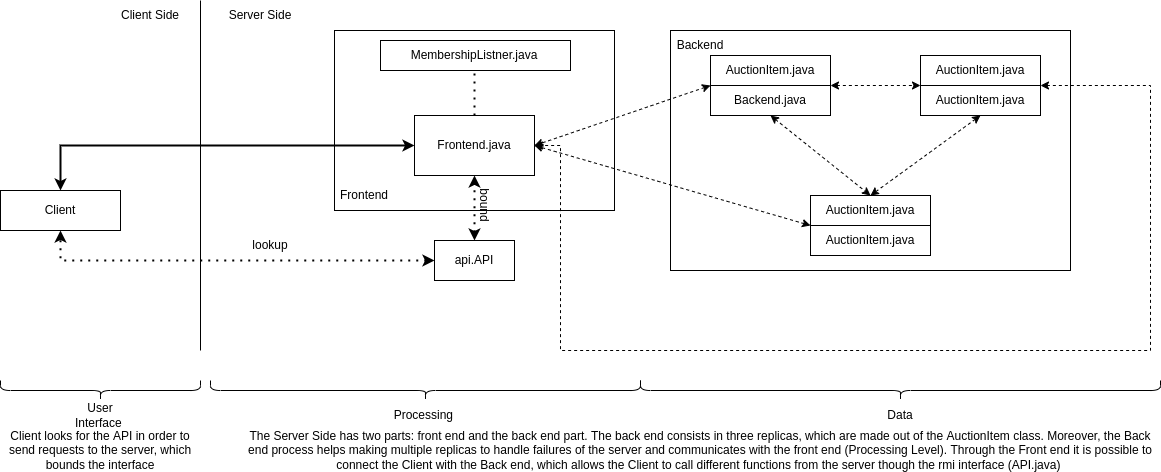 Client Side
Server Side
MembershipListner.java
Frontend.java
Frontend
bound
Client
lookup
api.API
Backend
AuctionItem.java
Backend.java
AuctionItem.java
AuctionItem.java
AuctionItem.java
AuctionItem.java
User
Interface
Client looks for the API in order to
send requests to the server, which
bounds the interface
Processing
Data
The Server Side has two parts: front end and the back end part. The back end consists in three replicas, which are made out of the AuctionItem class. Moreover, the Back
end process helps making multiple replicas to handle failures of the server and communicates with the front end (Processing Level). Through the Front end it is possible to
connect the Client with the Back end, which allows the Client to call different functions from the server though the rmi interface (API.java)